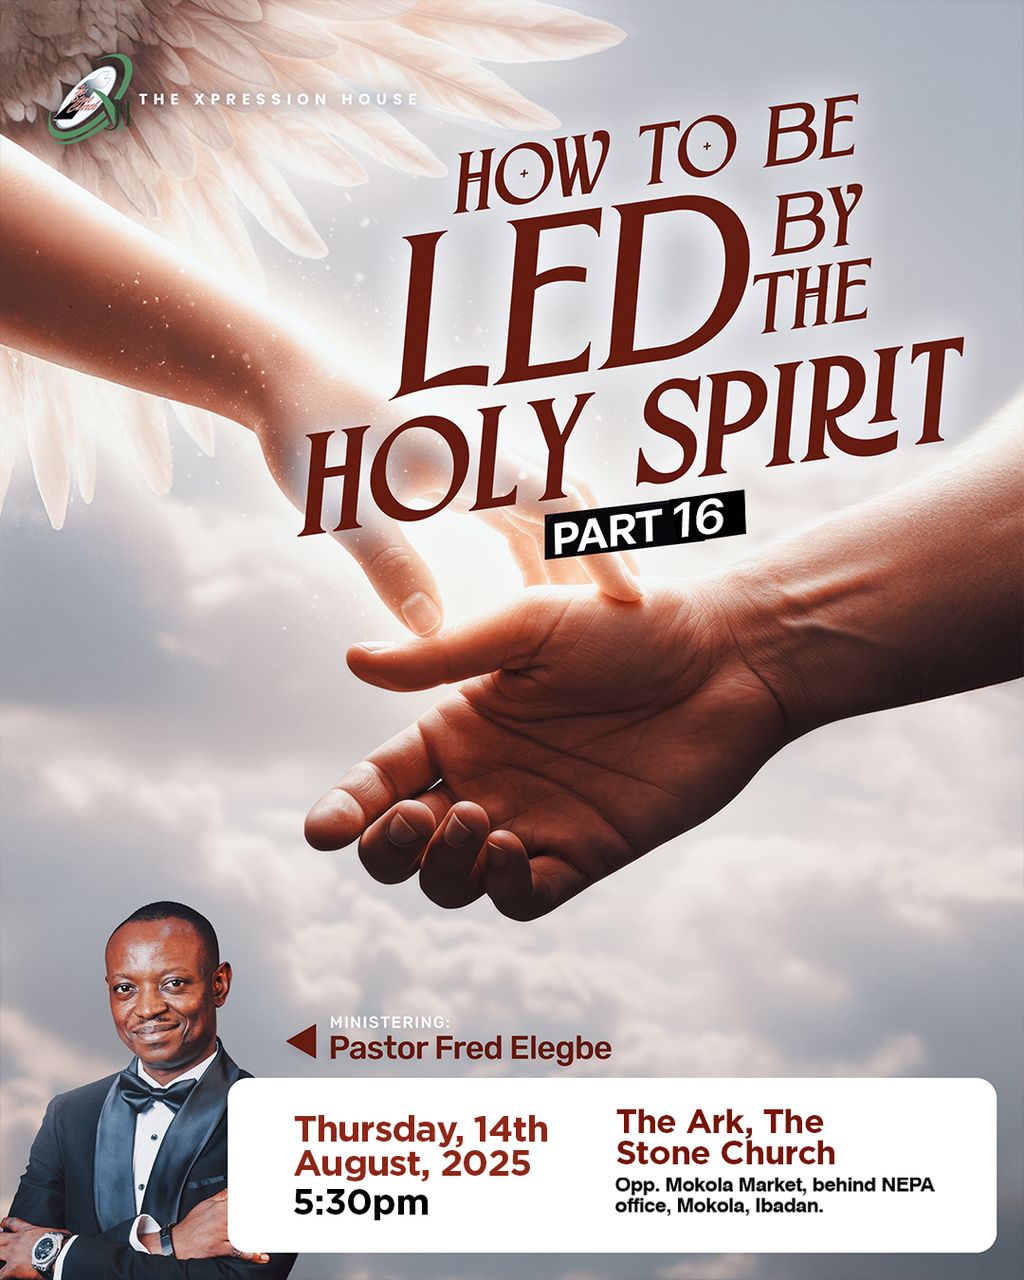 THE XPRESSION HOUSE
HOW TO BE
LED BY
THE
HOLY SPIRIT
PART 16
MINISTERING:
Pastor Fred Elegbe
Thursday, 14th
August, 2025
5:30pm
The Ark, The
Stone Church
Opp. Mokola Market, behind NEPA
office, Mokola, Ibadan.